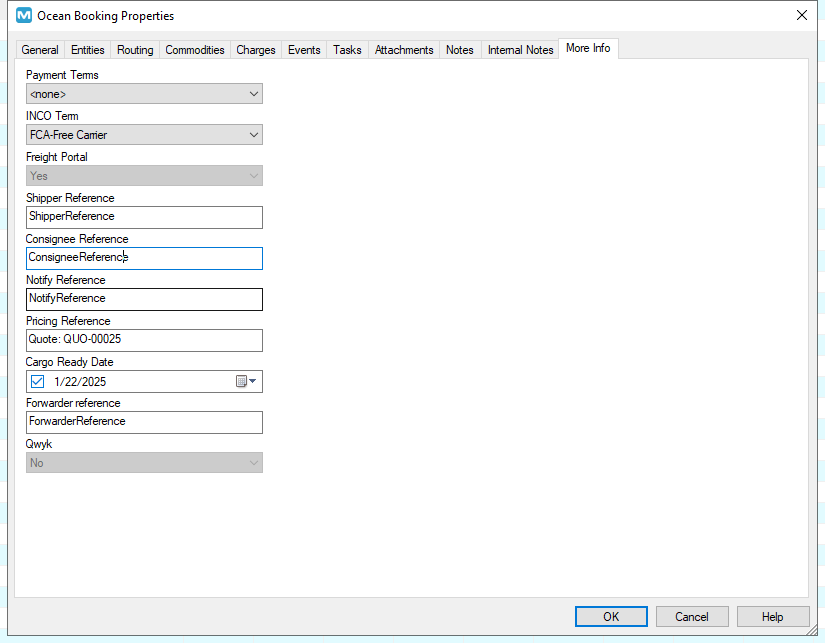 M Ocean Booking Properties
General Entities Routing Commodities Charges Events Tasks Attachments Notes Internal Notes More Info
Payment Terms
<none>
INCO Term
FCA-Free Carrier
Freight Portal
Yes
Shipper Reference
ShipperReference
Consignee Reference
ConsigneeReference
Notify Reference
NotifyReference
Pricing Reference
Quote: QUO-00025
Cargo Ready Date
1/22/2025
Forwarder reference
ForwarderReference
Qwyk
No
OK Cancel Help